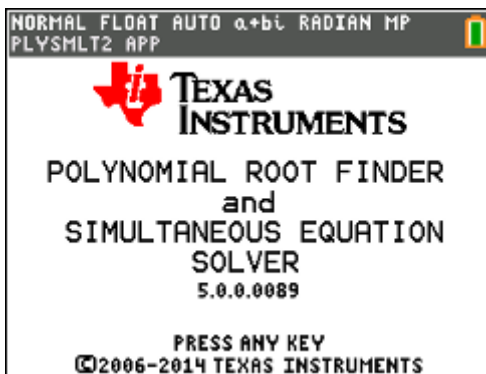 NORMAL FLOAT AUTO a+bi RADIAN MP
PLYSMLT2 APP
TEXAS
INSTRUMENTS
POLYNOMIAL ROOT FINDER
and
SIMULTANEOUS EQUATION
SOLVER
5.0.0.0089
PRESS ANY KEY
©2006-2014 TEXAS INSTRUMENTS